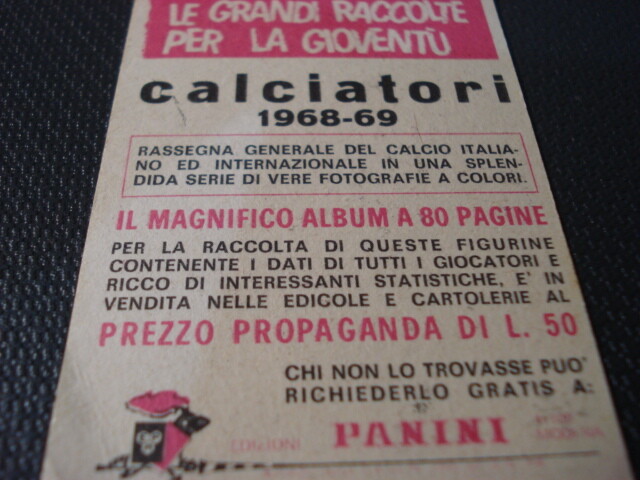 LE GRANDI RACCOLTE
PER LA GIOVENTÙ
calciatori
1968-69
RASSEGNA GENERALE DEL CALCIO ITALIA-
NO ED INTERNAZIONALE IN UNA SPLEN-
DIDA SERIE DI VERE FOTOGRAFIE A COLORI.
IL MAGNIFICO ALBUM A 80 PAGINE
PER LA RACCOLTA DI QUESTE FIGURINE
CONTENENTE I DATI DI TUTTI I GIOCATORI E
RICCO DI INTERESSANTI STATISTICHE, E' IN
VENDITA NELLE EDICOLE E CARTOLERIE AL
PREZZO PROPAGANDA DI L. 50
CHI NON LO TROVASSE PUO'
RICHIEDERLO GRATIS A:
EDIZIONI PANINI
MODENA